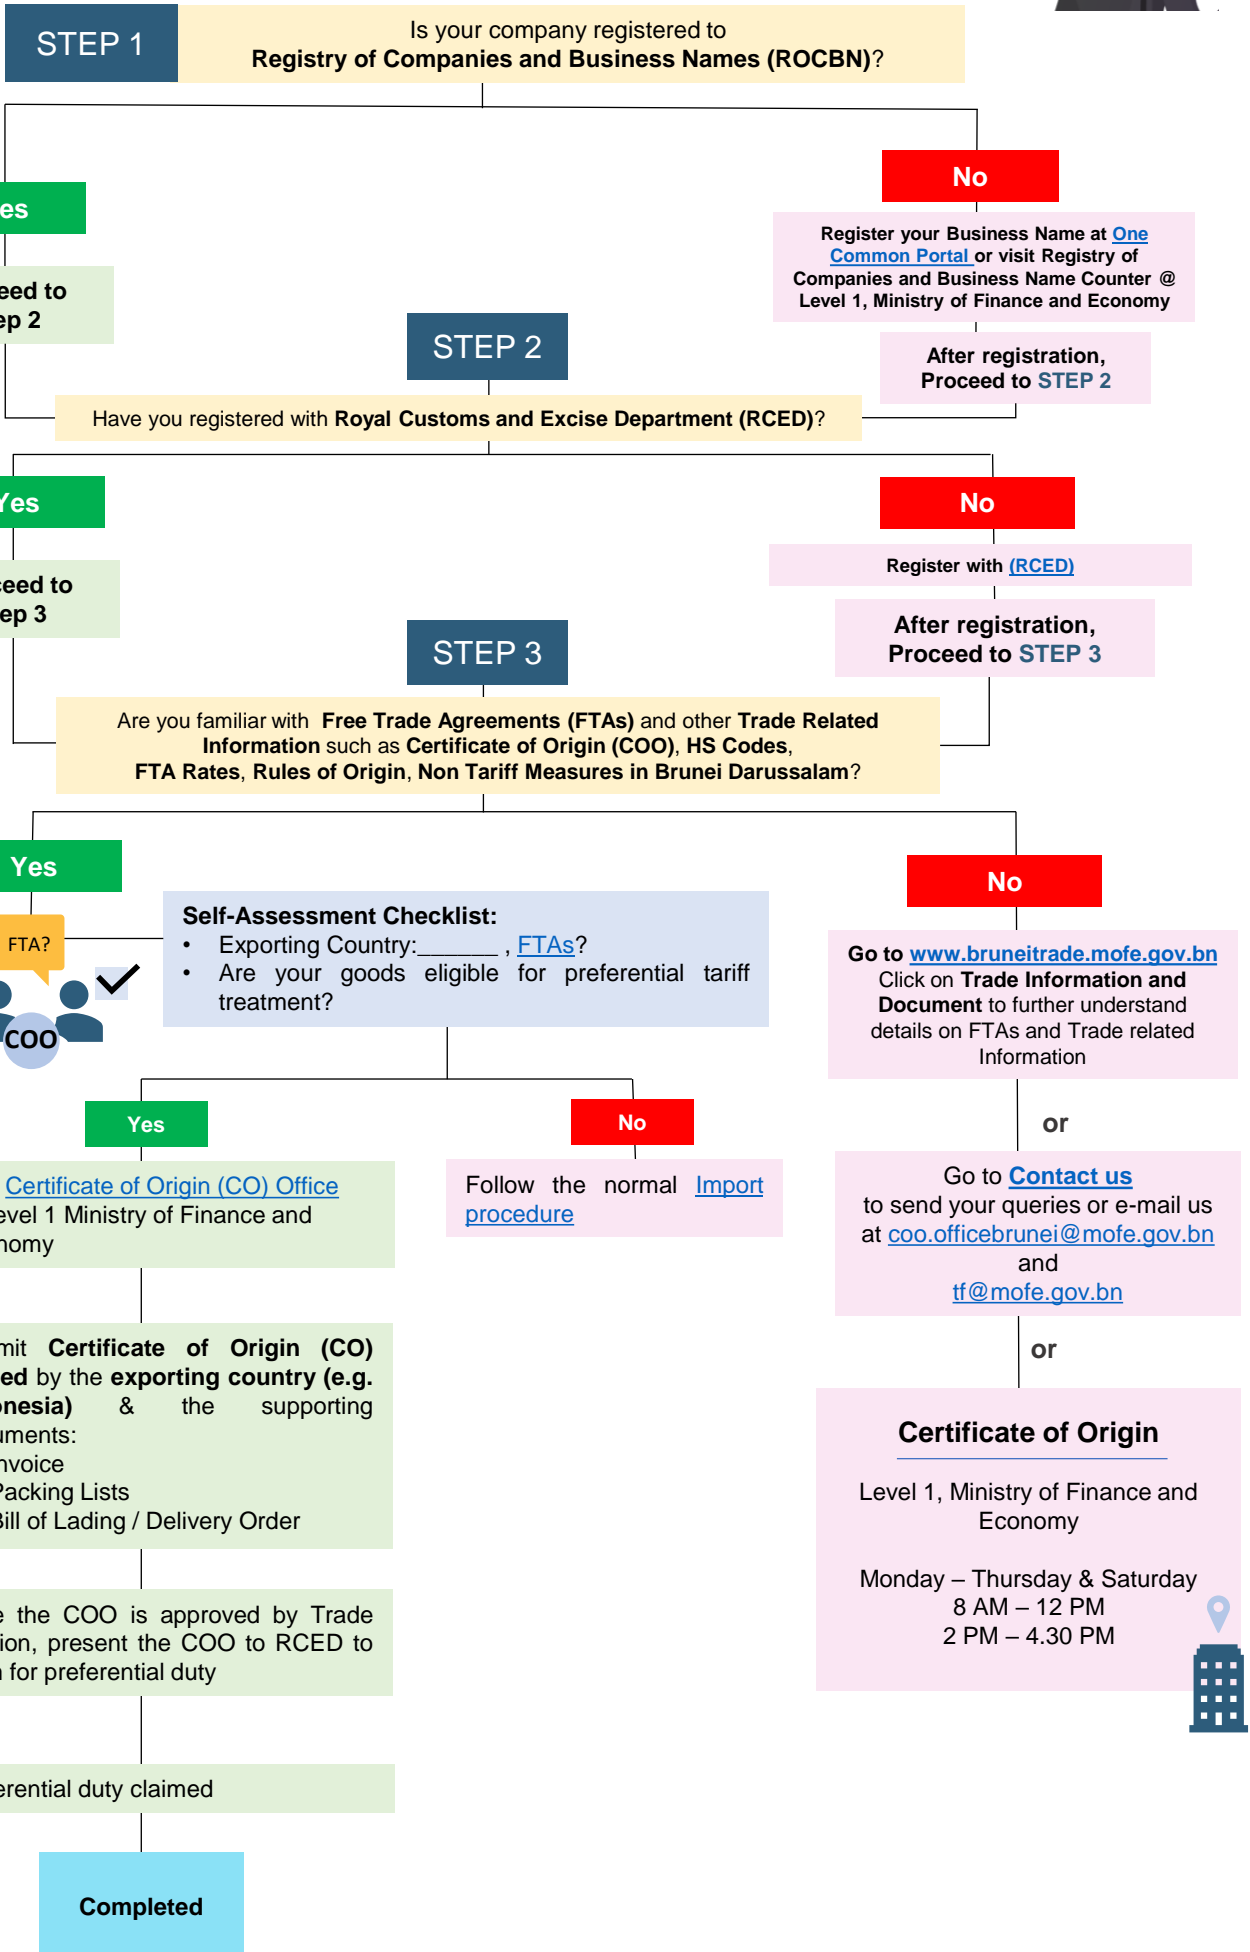 STEP 1
Is your company registered to
Registry of Companies and Business Names (ROCBN)?
No
Register your Business Name at One
Common Portal or visit Registry of
Companies and Business Name Counter @
Level 1, Ministry of Finance and Economy
After registration,
Proceed to STEP 2
es
eed to
ep 2
STEP 2
Have you registered with Royal Customs and Excise Department (RCED)?
Yes
ceed to
ep 3
No
Register with (RCED)
After registration,
Proceed to STEP 3
STEP 3
Are you familiar with Free Trade Agreements (FTAs) and other Trade Related
Information such as Certificate of Origin (COO), HS Codes,
FTA Rates, Rules of Origin, Non Tariff Measures in Brunei Darussalam?
Yes
FTA?
COO
Self-Assessment Checklist:
• Exporting Country:______ , FTAs?
• Are your goods eligible for preferential tariff
treatment?
No
Go to www.bruneitrade.mofe.gov.bn
Click on Trade Information and
Document to further understand
details on FTAs and Trade related
Information
or
Go to Contact us
to send your queries or e-mail us
at coo.officebrunei@mofe.gov.bn
and
tf@mofe.gov.bn
or
Certificate of Origin
Level 1, Ministry of Finance and
Economy
Monday – Thursday & Saturday
8 AM – 12 PM
2 PM – 4.30 PM
Yes
Certificate of Origin (CO) Office
evel 1 Ministry of Finance and
nomy
No
Follow the normal Import
procedure
mit Certificate of Origin (CO)
ed by the exporting country (e.g.
onesia) & the supporting
uments:
nvoice
Packing Lists
Bill of Lading / Delivery Order
e the COO is approved by Trade
ion, present the COO to RCED to
n for preferential duty
erential duty claimed
Completed